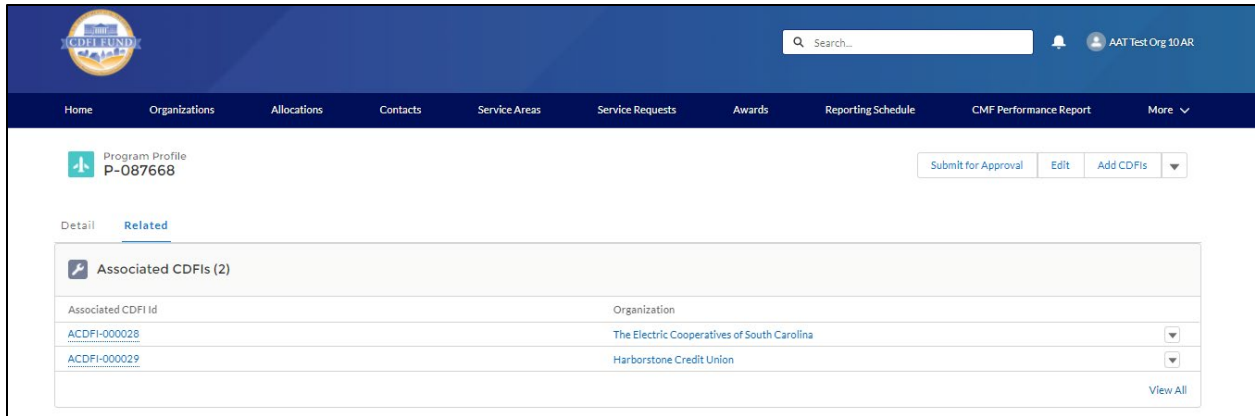 CDFI FUND
Search...
AAT Test Org 10 AR
Home Organizations Allocations Contacts Service Areas Service Requests Awards Reporting Schedule CMF Performance Report More
Program Profile
P-087668
Submit for Approval Edit Add CDFIs
Detail Related
Associated CDFIs (2)
Associated CDFI Id Organization
ACDFI-000028 The Electric Cooperatives of South Carolina
ACDFI-000029 Harborstone Credit Union
View All